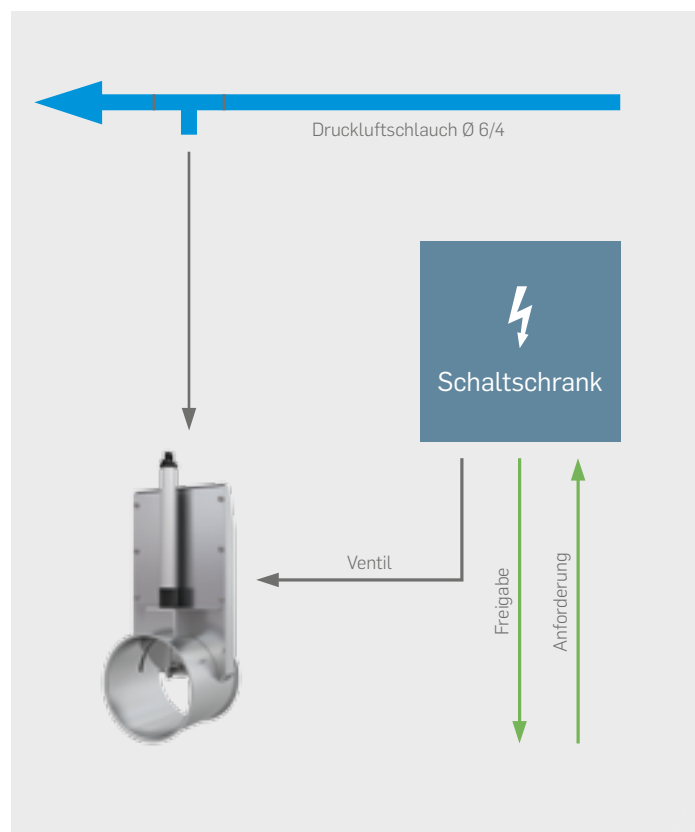 Druckluftschlauch Ø 6/4
Schaltschrank
Ventil
Freigabe
Anforderung